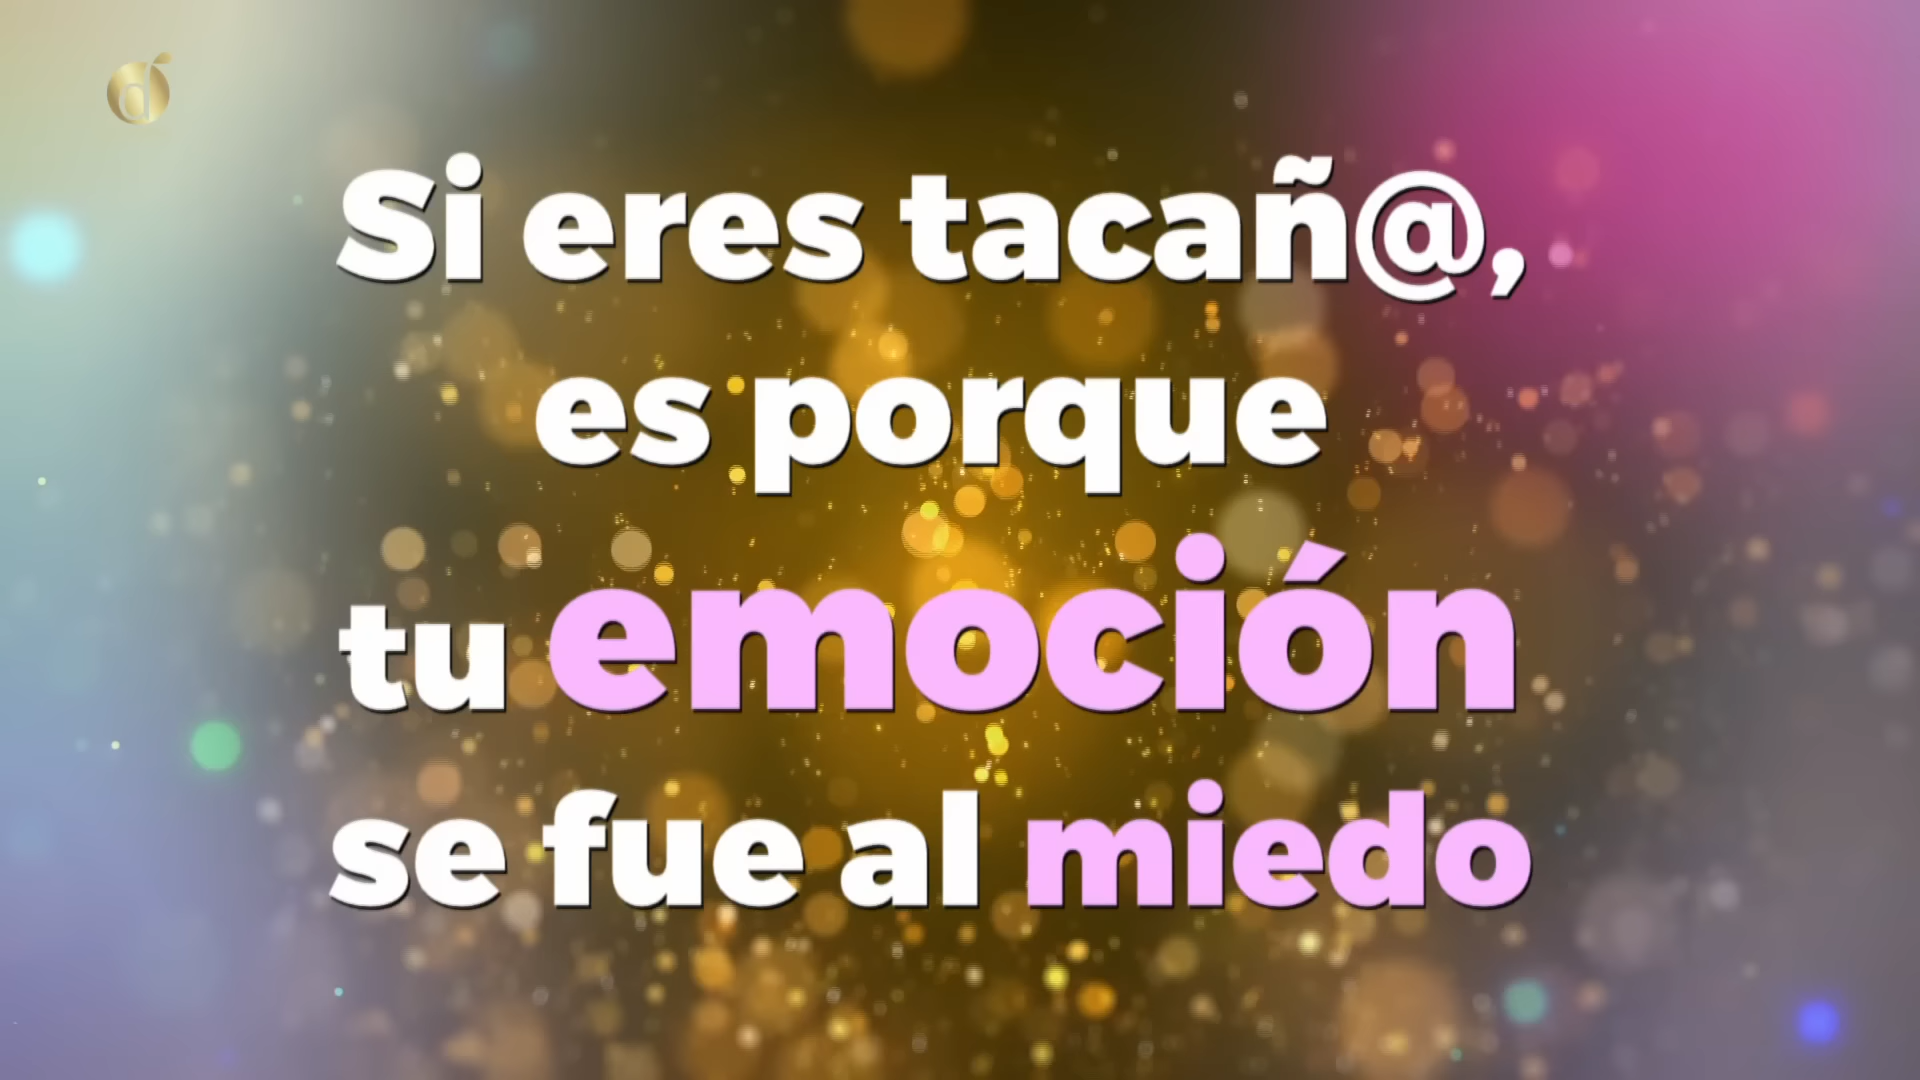 d
Si eres tacañ@,
es porque
tu emoción
se fue al miedo